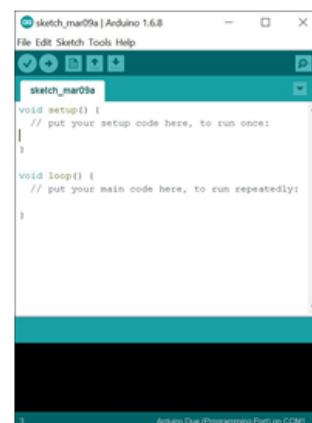 sketch_mar09a | Arduino 1.6.8
File Edit Sketch Tools Help
sketch_mar09a
void setup() {
// put your setup code here, to run once:
}
void loop() {
// put your main code here, to run repeatedly:
}
3
Arduino Due (Programming Port) on COM1